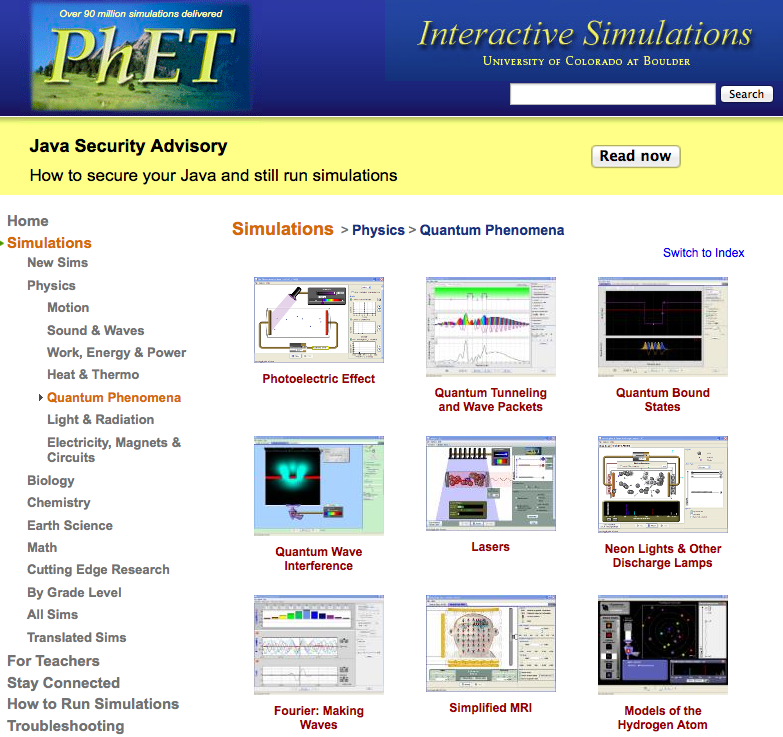 Over 90 million simulations delivered
PhET
Interactive Simulations
University of Colorado at Boulder
Search
Java Security Advisory
How to secure your Java and still run simulations
Read now
Home
Simulations
New Sims
Physics
Motion
Sound & Waves
Work, Energy & Power
Heat & Thermo
Quantum Phenomena
Light & Radiation
Electricity, Magnets &
Circuits
Biology
Chemistry
Earth Science
Math
Cutting Edge Research
By Grade Level
All Sims
Translated Sims
For Teachers
Stay Connected
How to Run Simulations
Troubleshooting
Simulations > Physics > Quantum Phenomena
Switch to Index
Photoelectric Effect
Quantum Tunneling
and Wave Packets
Quantum Bound
States
Quantum Wave
Interference
Lasers
Neon Lights & Other
Discharge Lamps
Fourier: Making
Waves
Simplified MRI
Models of the
Hydrogen Atom